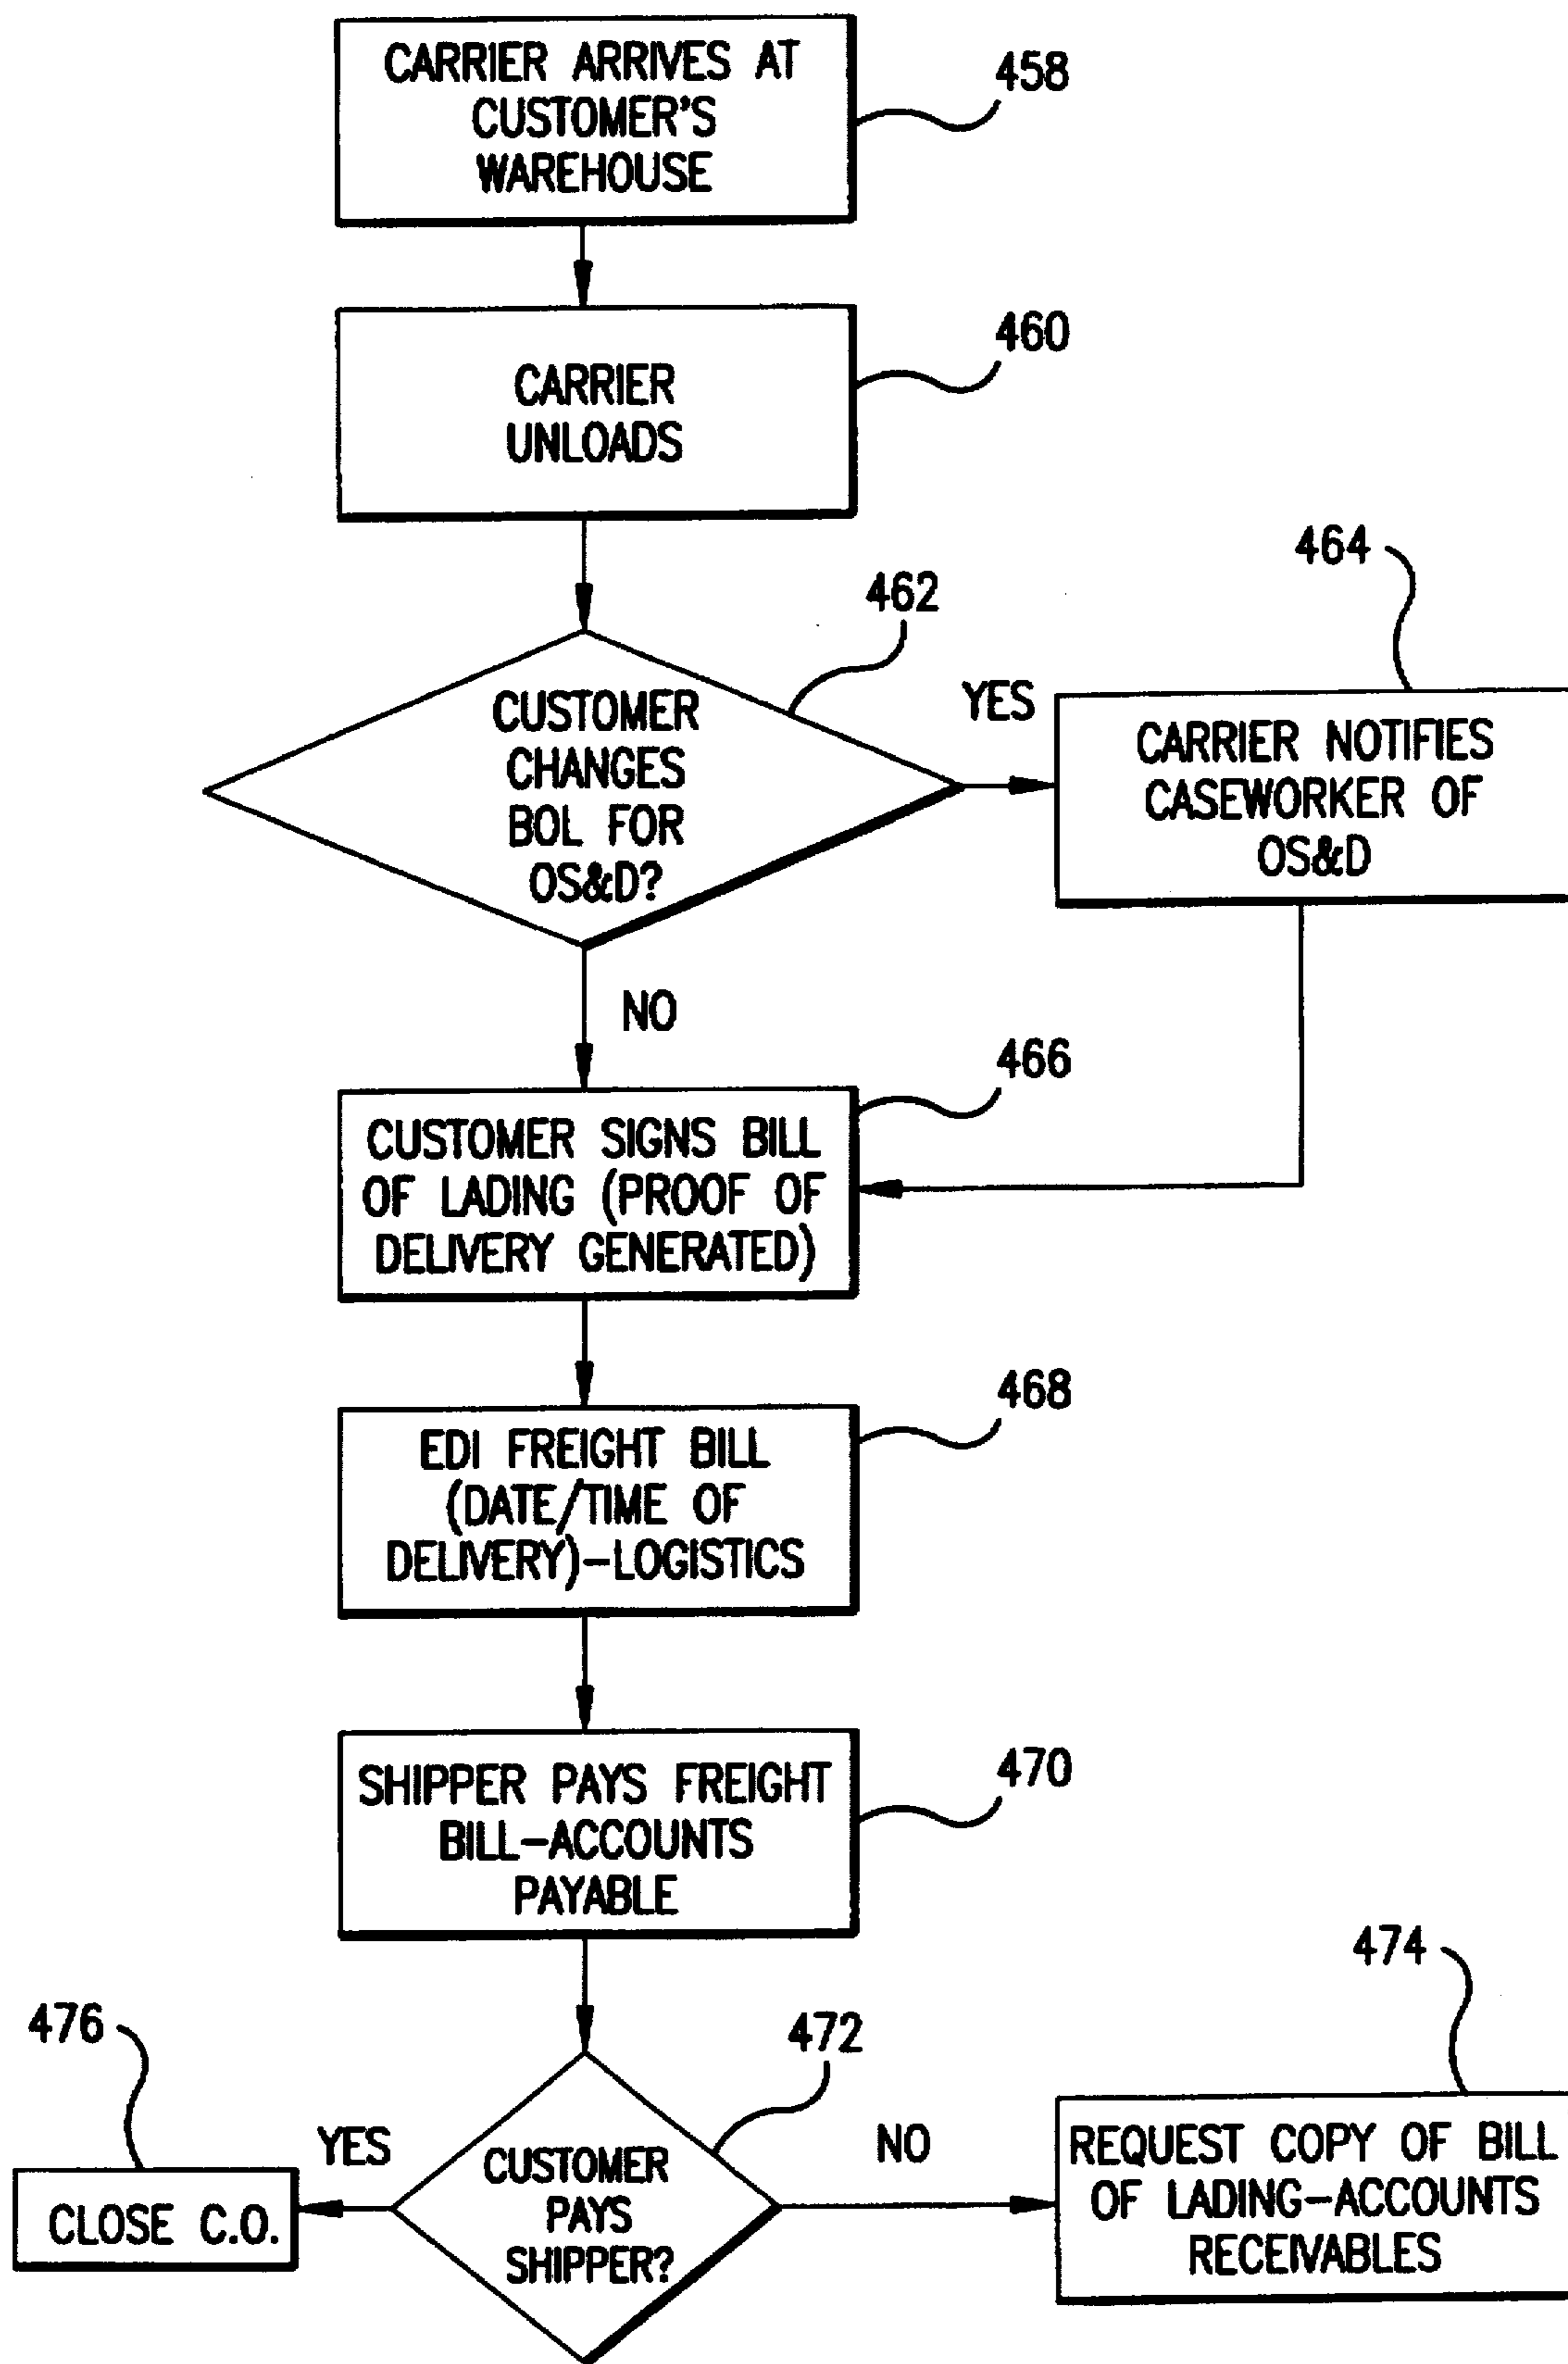 CARRIER ARRIVES AT
CUSTOMER'S
WAREHOUSE
458
CARRIER
UNLOADS
460
462
CUSTOMER
CHANGES
BOL FOR
OS&D?
YES
464
CARRIER NOTIFIES
CASEWORKER OF
OS&D
NO
466
CUSTOMER SIGNS BILL
OF LADING (PROOF OF
DELIVERY GENERATED)
468
EDI FREIGHT BILL
(DATE/TIME OF
DELIVERY)-LOGISTICS
470
SHIPPER PAYS FREIGHT
BILL-ACCOUNTS
PAYABLE
472
CUSTOMER
PAYS
SHIPPER?
YES
476
CLOSE C.O.
NO
474
REQUEST COPY OF BILL
OF LADING-ACCOUNTS
RECEIVABLES